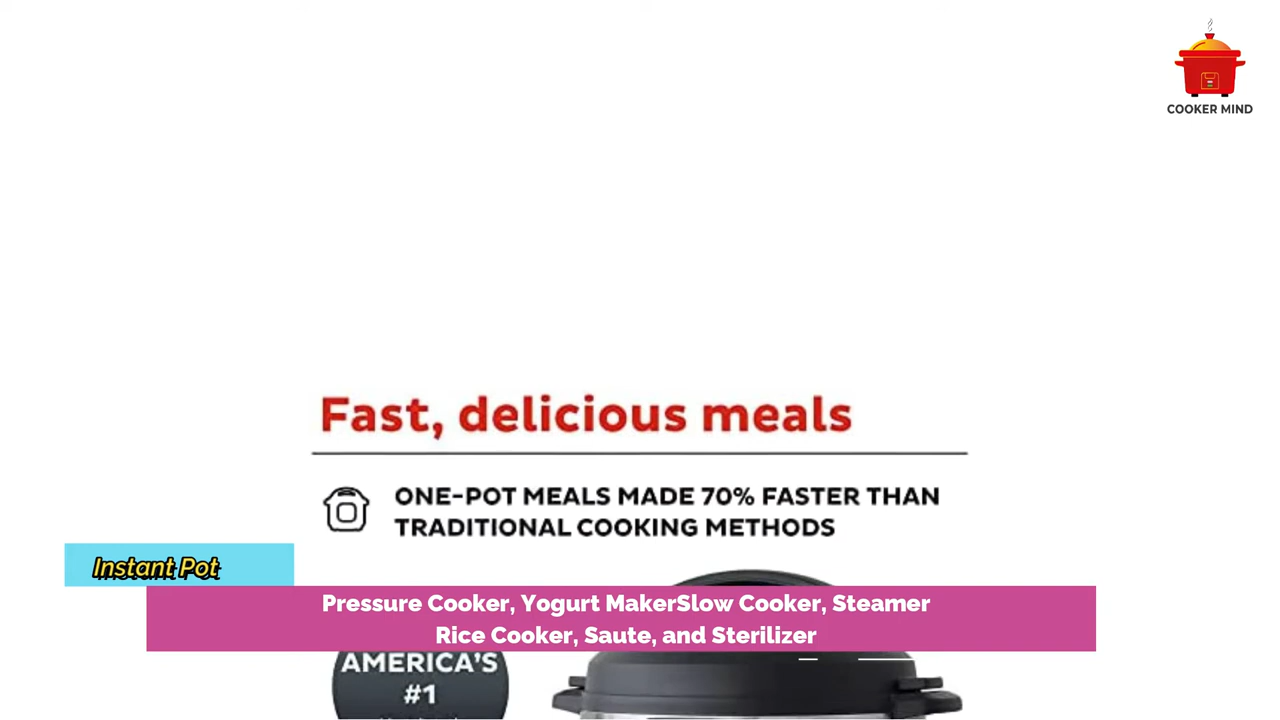 COOKER MIND
Fast, delicious meals
ONE-POT MEALS MADE 70% FASTER THAN
TRADITIONAL COOKING METHODS
Instant Pot
Pressure Cooker, Yogurt MakerSlow Cooker, Steamer
Rice Cooker, Saute, and Sterilizer
AMERICA'S
#1